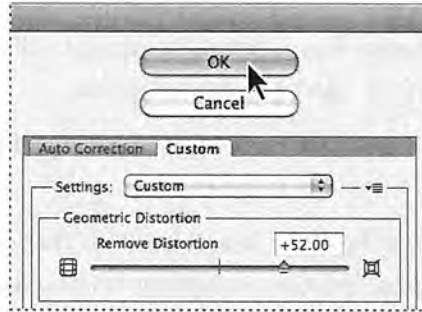 OK
Cancel
Auto Correction Custom
Settings: Custom
Geometric Distortion
Remove Distortion +52.00